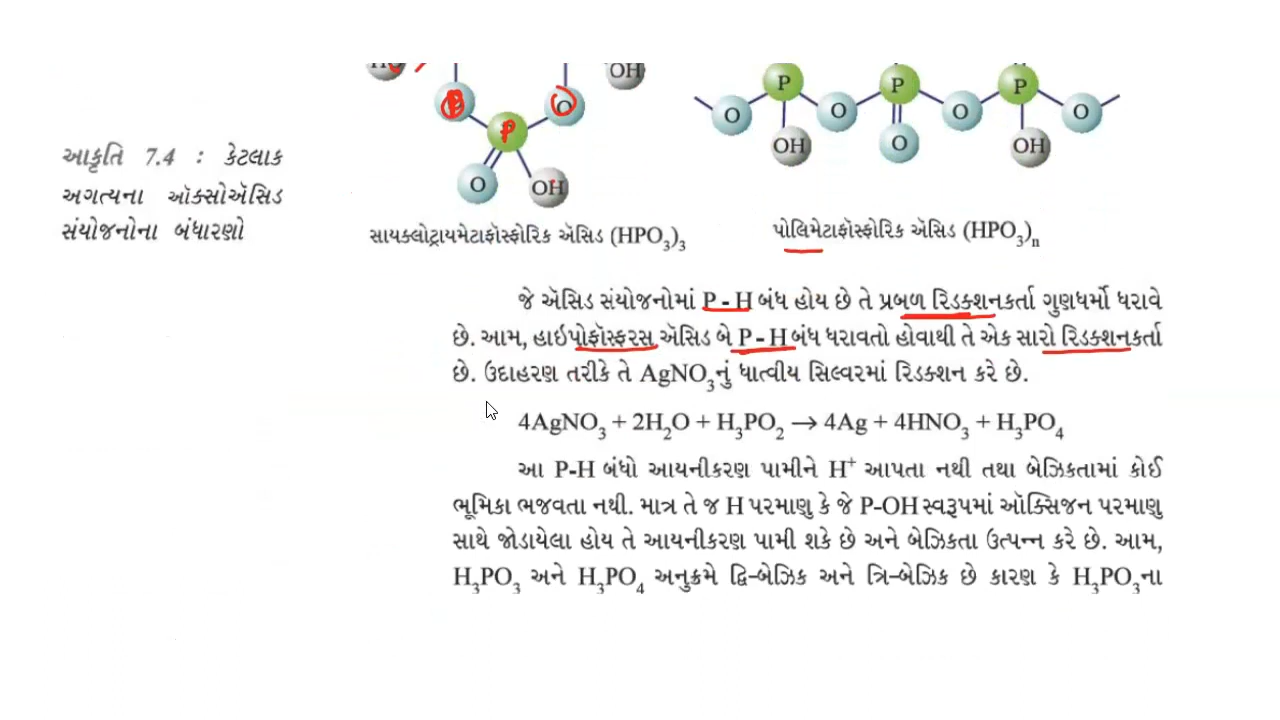 HO OH P P P
P O O O O O
P
OH O OH
O OH
આકૃતિ 7.4 : કેટલાક
અગત્યના ઑક્સોઍસિડ
સંયોજનોના બંધારણો
સાયક્લોટ્રાયમેટાફૉસ્ફોરિક ઍસિડ (HPO₃)₃
પોલિમેટાફૉસ્ફોરિક ઍસિડ (HPO₃)ₙ
જે ઍસિડ સંયોજનોમાં P - H બંધ હોય છે તે પ્રબળ રિડક્શનકર્તા ગુણધર્મો ધરાવે
છે. આમ, હાઇપોફૉસ્ફરસ ઍસિડ બે P - H બંધ ધરાવતો હોવાથી તે એક સારો રિડક્શનકર્તા
છે. ઉદાહરણ તરીકે તે AgNO₃નું ધાત્વીય સિલ્વરમાં રિડક્શન કરે છે.
4AgNO₃ + 2H₂O + H₃PO₂ → 4Ag + 4HNO₃ + H₃PO₄
આ P-H બંધો આયનીકરણ પામીને H⁺ આપતા નથી તથા બેઝિકતામાં કોઈ
ભૂમિકા ભજવતા નથી. માત્ર તે જ H પરમાણુ કે જે P-OH સ્વરૂપમાં ઑક્સિજન પરમાણુ
સાથે જોડાયેલા હોય તે આયનીકરણ પામી શકે છે અને બેઝિકતા ઉત્પન્ન કરે છે. આમ,
H₃PO₃ અને H₃PO₄ અનુક્રમે દ્વિ-બેઝિક અને ત્રિ-બેઝિક છે કારણ કે H₃PO₃ના